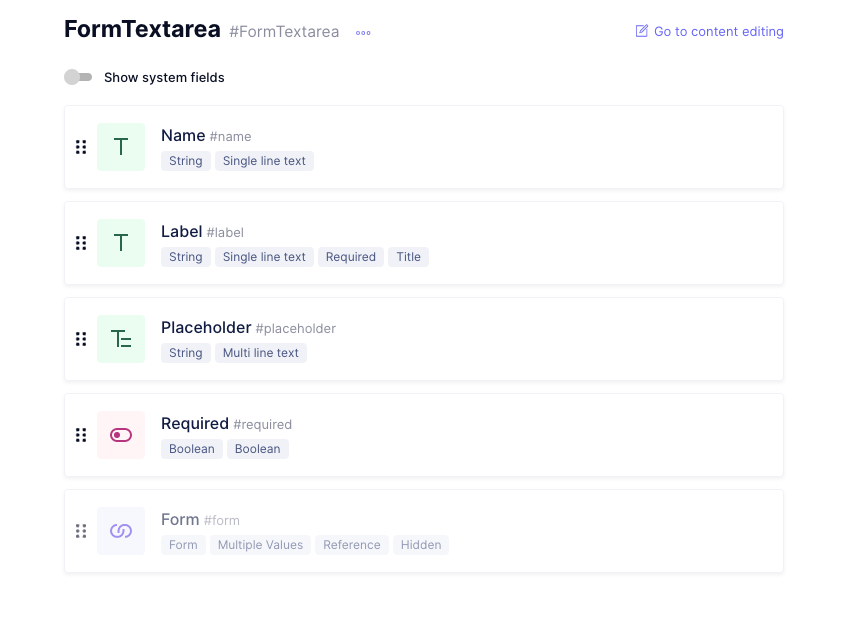 FormTextarea #FormTextarea Go to content editing
Show system fields
Name #name
String Single line text
Label #label
String Single line text Required Title
Placeholder #placeholder
String Multi line text
Required #required
Boolean Boolean
Form #form
Form Multiple Values Reference Hidden